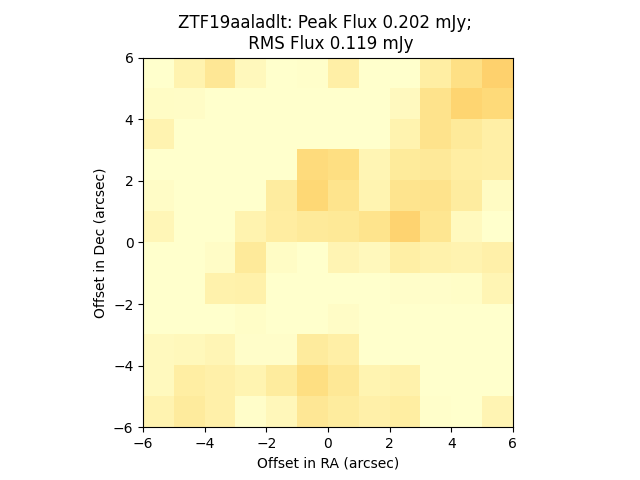 ZTF19aaladlt: Peak Flux 0.202 mJy;
RMS Flux 0.119 mJy
6
4
2
0
−2
−4
−6
Offset in Dec (arcsec)
−6 −4 −2 0 2 4 6
Offset in RA (arcsec)